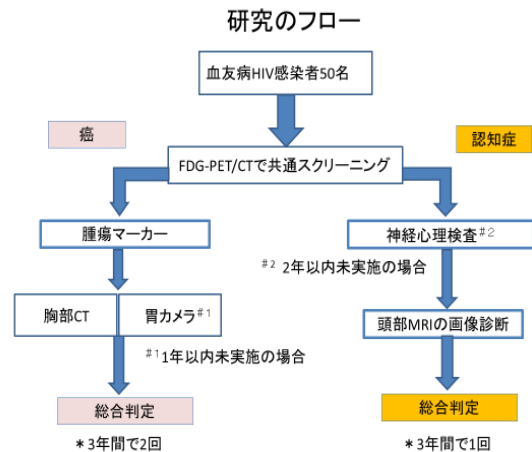 研究のフロー
血友病HIV感染者50名
癌
認知症
FDG-PET/CTで共通スクリーニング
腫瘍マーカー
神経心理検査#2
#2 2年以内未実施の場合
胸部CT
胃カメラ#1
頭部MRIの画像診断
#1 1年以内未実施の場合
総合判定
総合判定
＊3年間で2回
＊3年間で1回